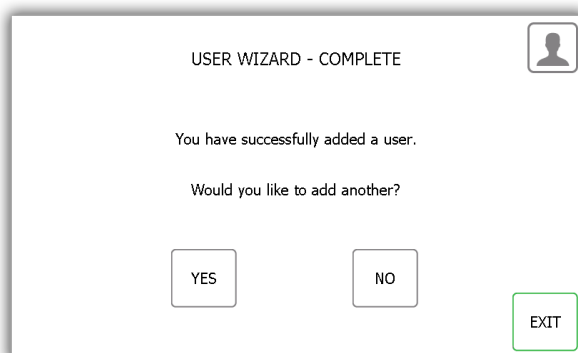 USER WIZARD - COMPLETE
You have successfully added a user.
Would you like to add another?
YES NO
EXIT